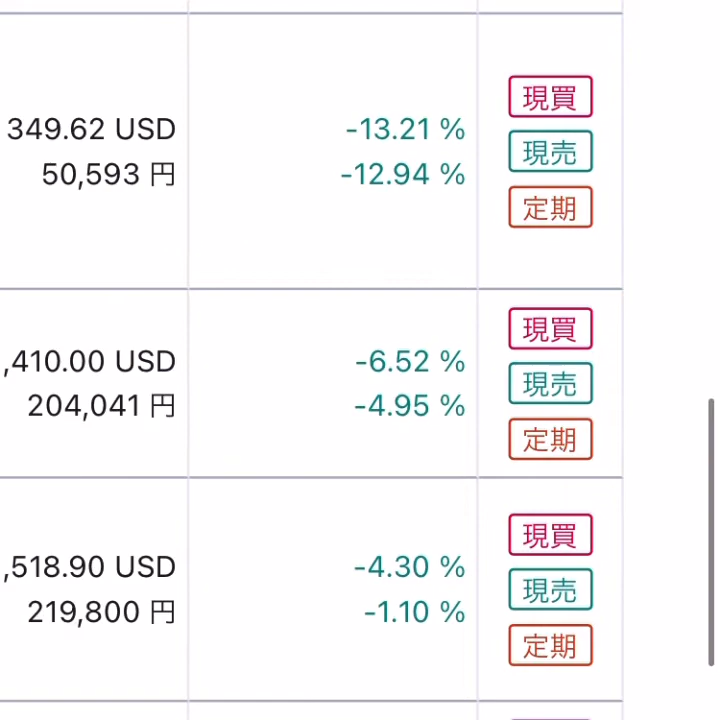 349.62 USD
50,593 円
-13.21 %
-12.94 %
現買
現売
定期
,410.00 USD
204,041 円
-6.52 %
-4.95 %
現買
現売
定期
,518.90 USD
219,800 円
-4.30 %
-1.10 %
現買
現売
定期